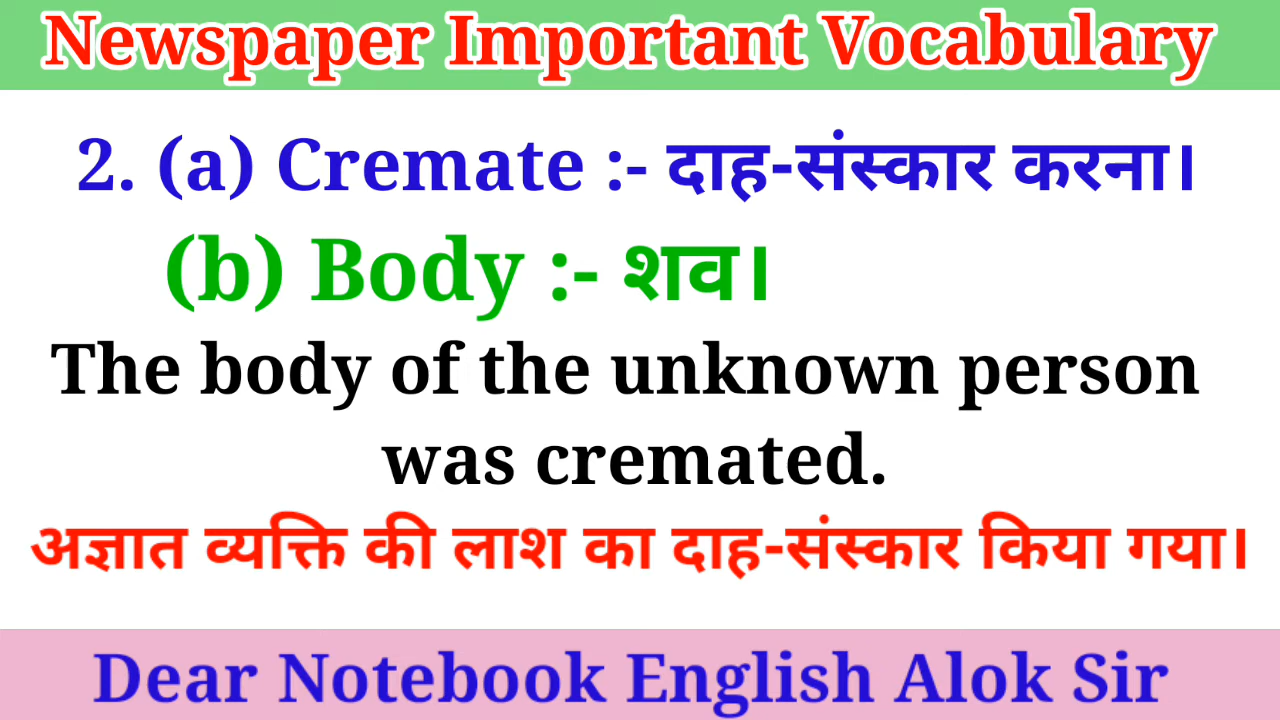 Newspaper Important Vocabulary
2. (a) Cremate :- दाह-संस्कार करना।
(b) Body :- शव।
The body of the unknown person
was cremated.
अज्ञात व्यक्ति की लाश का दाह-संस्कार किया गया।
Dear Notebook English Alok Sir